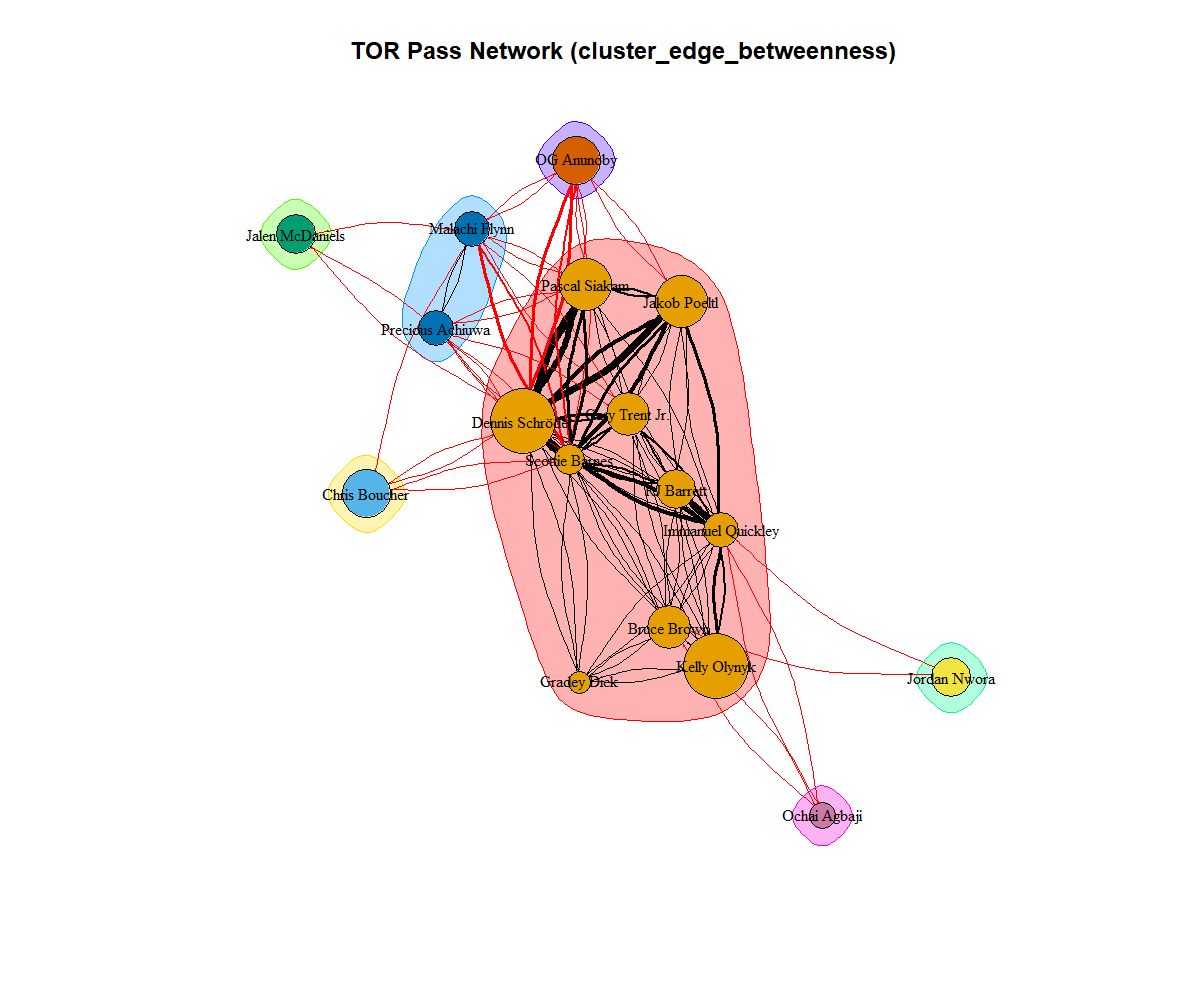 TOR Pass Network (cluster_edge_betweenness)
OG Anunoby
Malachi Flynn
Jalen McDaniels
Pascal Siakam
Jakob Poeltl
Precious Achiuwa
Gary Trent Jr.
Dennis Schröder
Scottie Barnes
RJ Barrett
Chris Boucher
Immanuel Quickley
Bruce Brown
Kelly Olynyk
Gradey Dick
Jordan Nwora
Ochai Agbaji